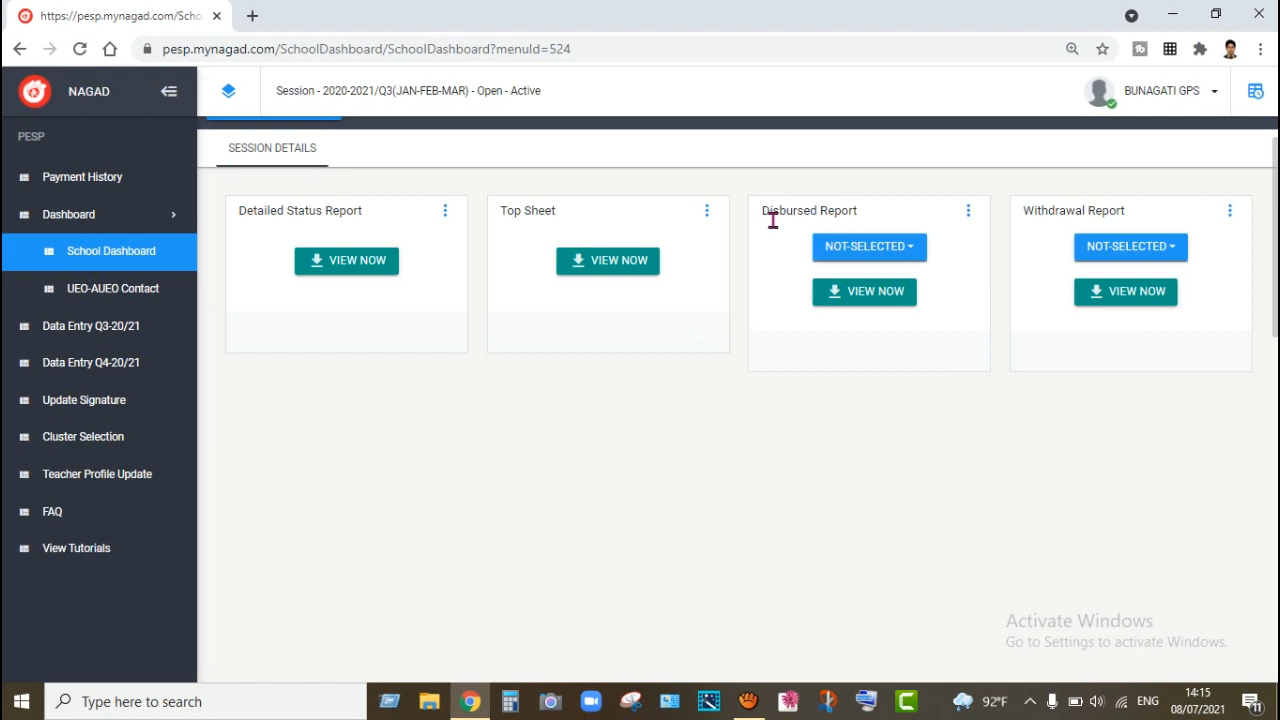 https://pesp.mynagad.com/Scho
pesp.mynagad.com/SchoolDashboard/SchoolDashboard?menuId=524
NAGAD
Session - 2020-2021/Q3(JAN-FEB-MAR) - Open - Active
BUNAGATI GPS
PESP
Payment History
Dashboard
School Dashboard
UEO-AUEO Contact
Data Entry Q3-20/21
Data Entry Q4-20/21
Update Signature
Cluster Selection
Teacher Profile Update
FAQ
View Tutorials
SESSION DETAILS
Detailed Status Report
VIEW NOW
Top Sheet
VIEW NOW
Disbursed Report
NOT-SELECTED
VIEW NOW
Withdrawal Report
NOT-SELECTED
VIEW NOW
Activate Windows
Go to Settings to activate Windows.
Type here to search
92°F
ENG
14:15
08/07/2021
11